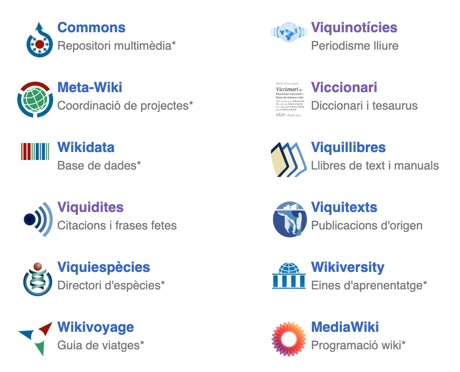 Commons
Repositori multimèdia*
Viquinotícies
Periodisme lliure
Meta-Wiki
Coordinació de projectes*
Viccionari
Diccionari i tesaurus
Wikidata
Base de dades*
Viquillibres
Llibres de text i manuals
Viquidites
Citacions i frases fetes
Viquitexts
Publicacions d'origen
Viquiespècies
Directori d'espècies*
Wikiversity
Eines d'aprenentatge*
Wikivoyage
Guia de viatges*
MediaWiki
Programació wiki*